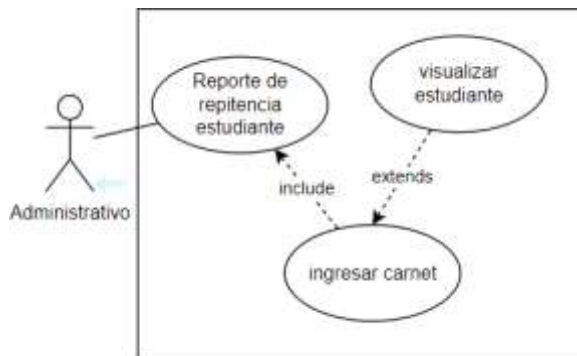 Reporte de
repitencia
estudiante
visualizar
estudiante
include
extends
Administrativo
ingresar carnet